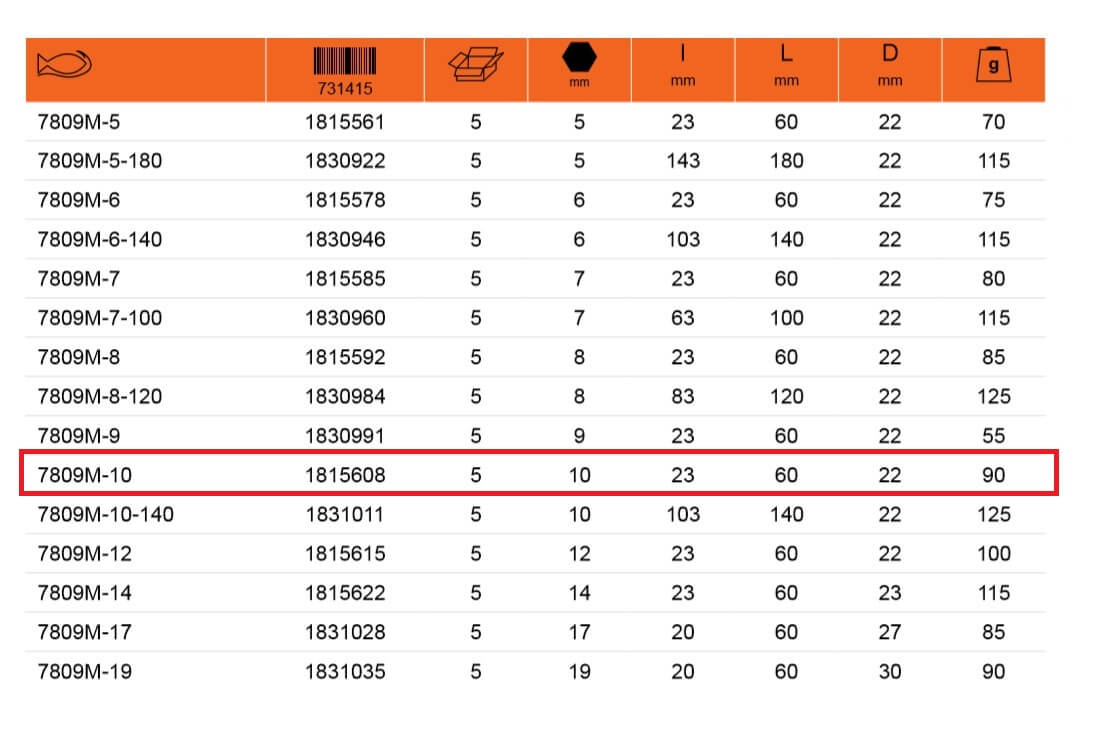 731415 mm l mm L mm D mm g
7809M-5 1815561 5 5 23 60 22 70
7809M-5-180 1830922 5 5 143 180 22 115
7809M-6 1815578 5 6 23 60 22 75
7809M-6-140 1830946 5 6 103 140 22 115
7809M-7 1815585 5 7 23 60 22 80
7809M-7-100 1830960 5 7 63 100 22 115
7809M-8 1815592 5 8 23 60 22 85
7809M-8-120 1830984 5 8 83 120 22 125
7809M-9 1830991 5 9 23 60 22 55
7809M-10 1815608 5 10 23 60 22 90
7809M-10-140 1831011 5 10 103 140 22 125
7809M-12 1815615 5 12 23 60 22 100
7809M-14 1815622 5 14 23 60 23 115
7809M-17 1831028 5 17 20 60 27 85
7809M-19 1831035 5 19 20 60 30 90